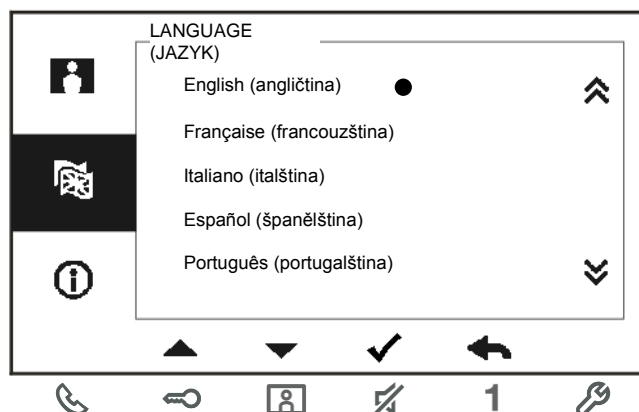 LANGUAGE
(JAZYK)
English (angličtina)
Française (francouzština)
Italiano (italština)
Español (španělština)
Português (portugalština)
1